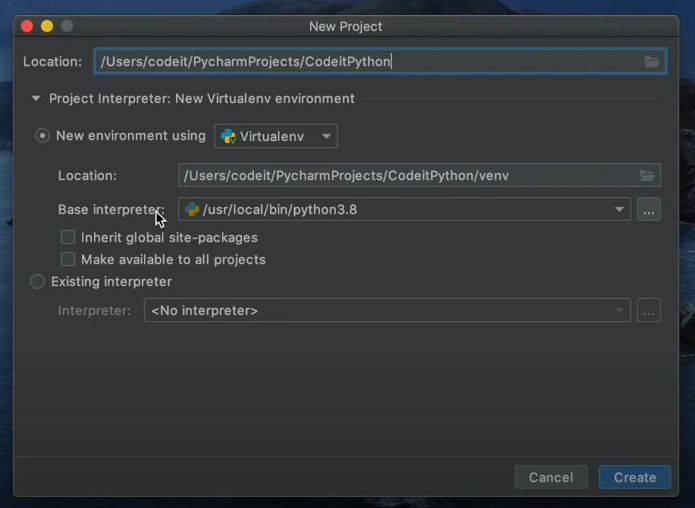 New Project
Location: /Users/codeit/PycharmProjects/CodeitPython
Project Interpreter: New Virtualenv environment
New environment using Virtualenv
Location: /Users/codeit/PycharmProjects/CodeitPython/venv
Base interpreter: /usr/local/bin/python3.8 ...
Inherit global site-packages
Make available to all projects
Existing interpreter
Interpreter: <No interpreter> ...
Cancel Create